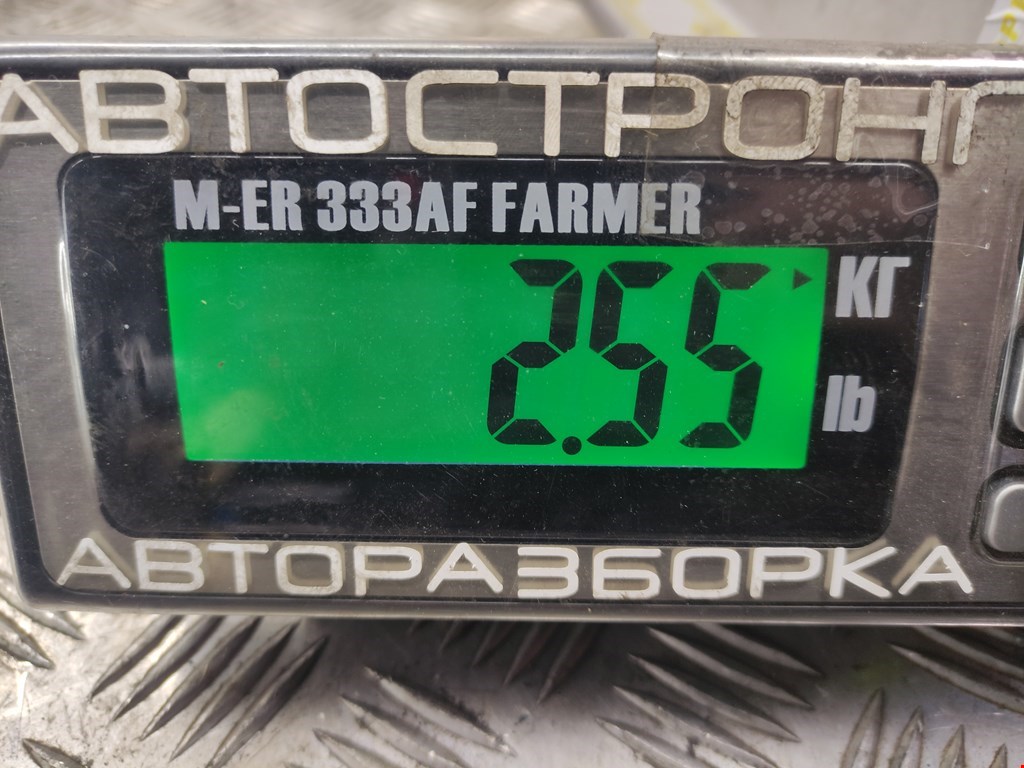 АВТОСТРОНГ
M-ER 333AF FARMER
2.55 КГ
lb
АВТОРАЗБОРКА